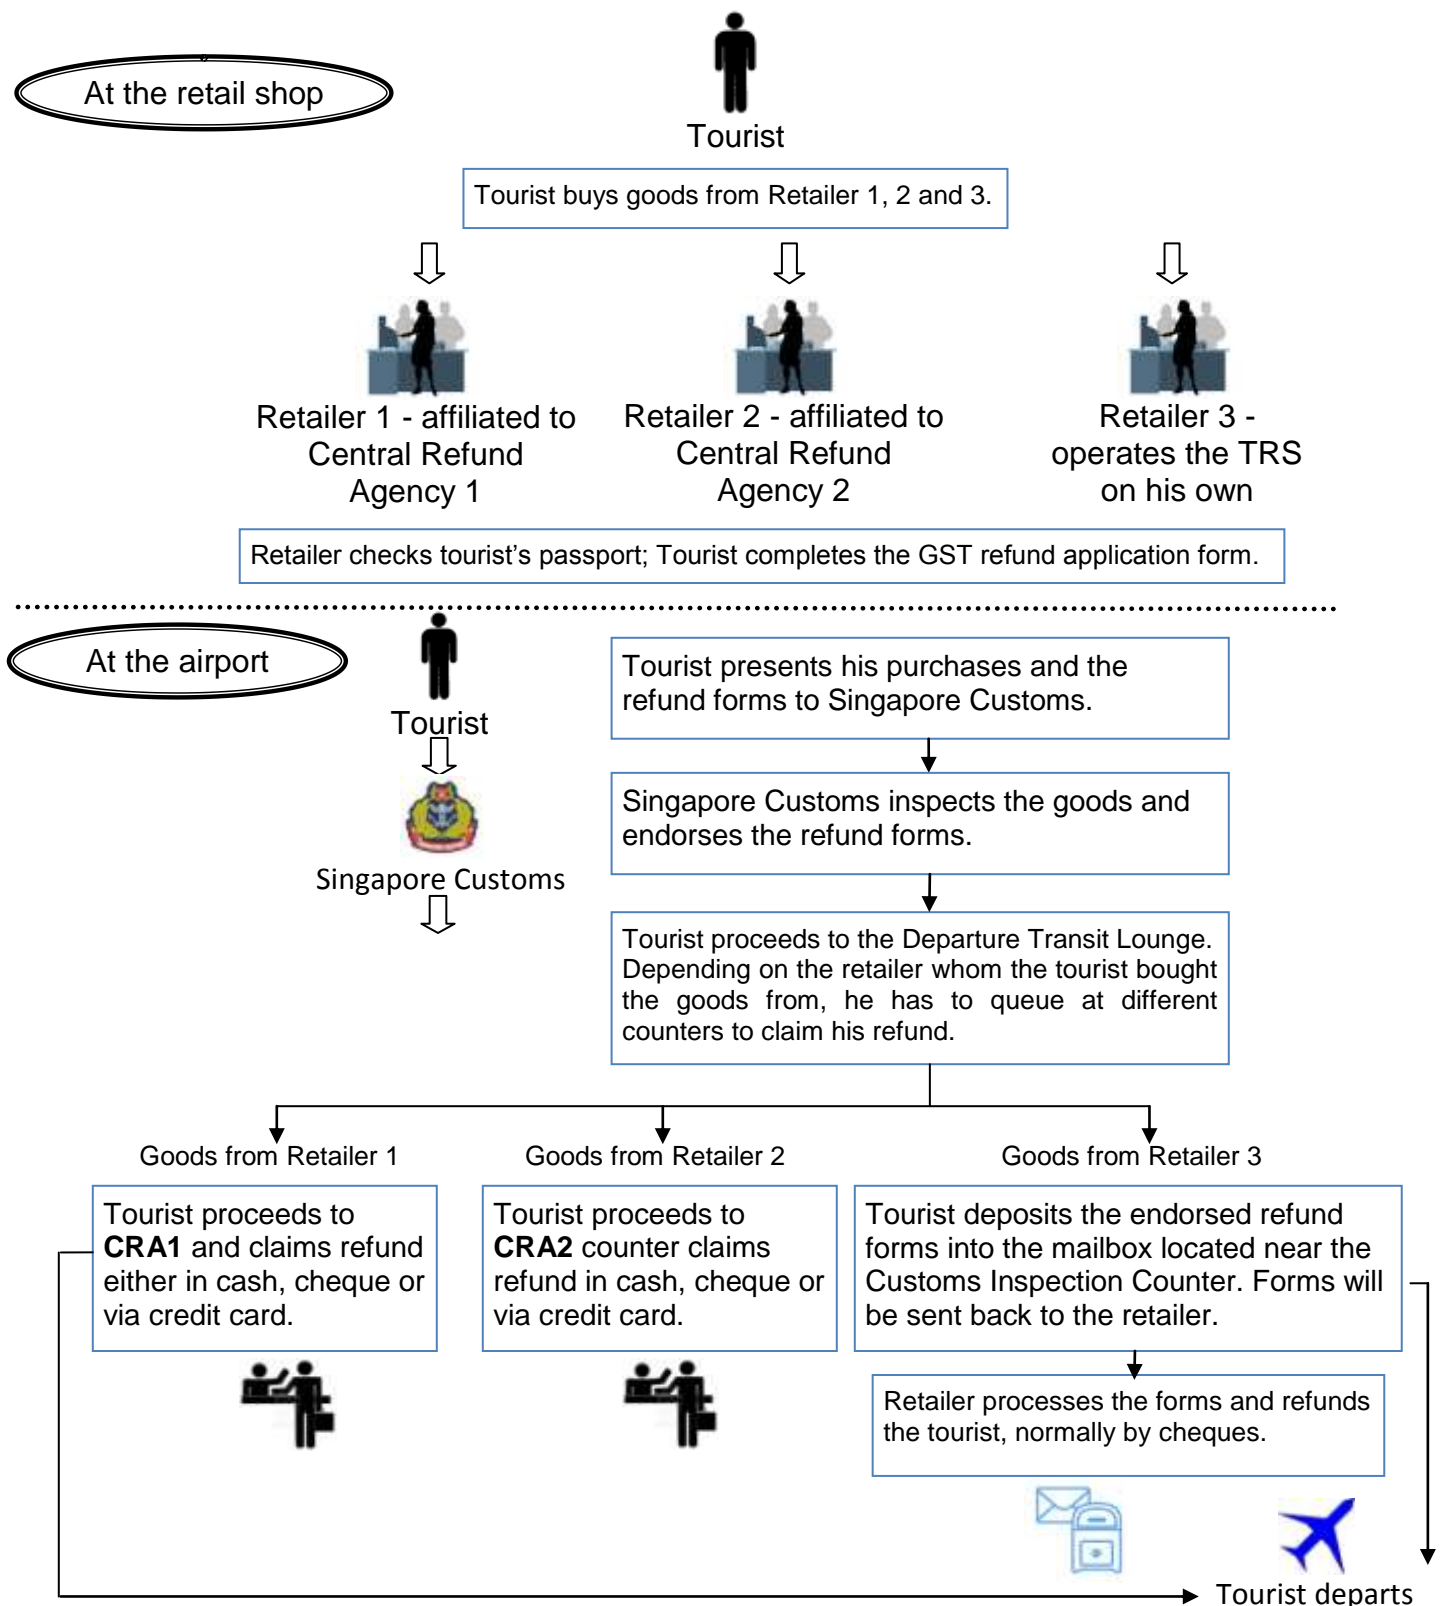 At the retail shop
Tourist
Tourist buys goods from Retailer 1, 2 and 3.
Retailer 1 - affiliated to
Central Refund
Agency 1
Retailer 2 - affiliated to
Central Refund
Agency 2
Retailer 3 -
operates the TRS
on his own
Retailer checks tourist's passport; Tourist completes the GST refund application form.
At the airport
Tourist
Singapore Customs
Tourist presents his purchases and the
refund forms to Singapore Customs.
Singapore Customs inspects the goods and
endorses the refund forms.
Tourist proceeds to the Departure Transit Lounge.
Depending on the retailer whom the tourist bought
the goods from, he has to queue at different
counters to claim his refund.
Goods from Retailer 1
Tourist proceeds to
CRA1 and claims refund
either in cash, cheque or
via credit card.
Goods from Retailer 2
Tourist proceeds to
CRA2 counter claims
refund in cash, cheque or
via credit card.
Goods from Retailer 3
Tourist deposits the endorsed refund
forms into the mailbox located near the
Customs Inspection Counter. Forms will
be sent back to the retailer.
Retailer processes the forms and refunds
the tourist, normally by cheques.
Tourist departs